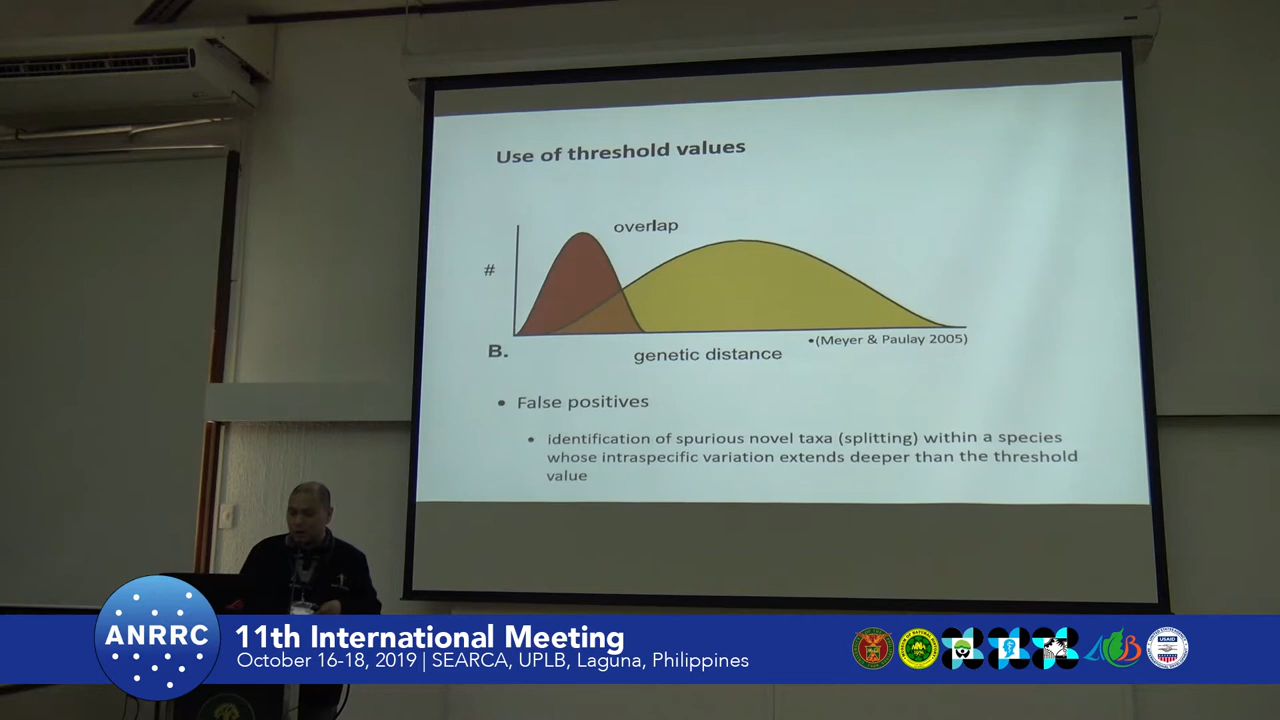 Use of threshold values
overlap
#
B.
genetic distance
•(Meyer & Paulay 2005)
• False positives
• identification of spurious novel taxa (splitting) within a species
whose intraspecific variation extends deeper than the threshold
value
ANRRC
11th International Meeting
October 16-18, 2019 | SEARCA, UPLB, Laguna, Philippines
USAID